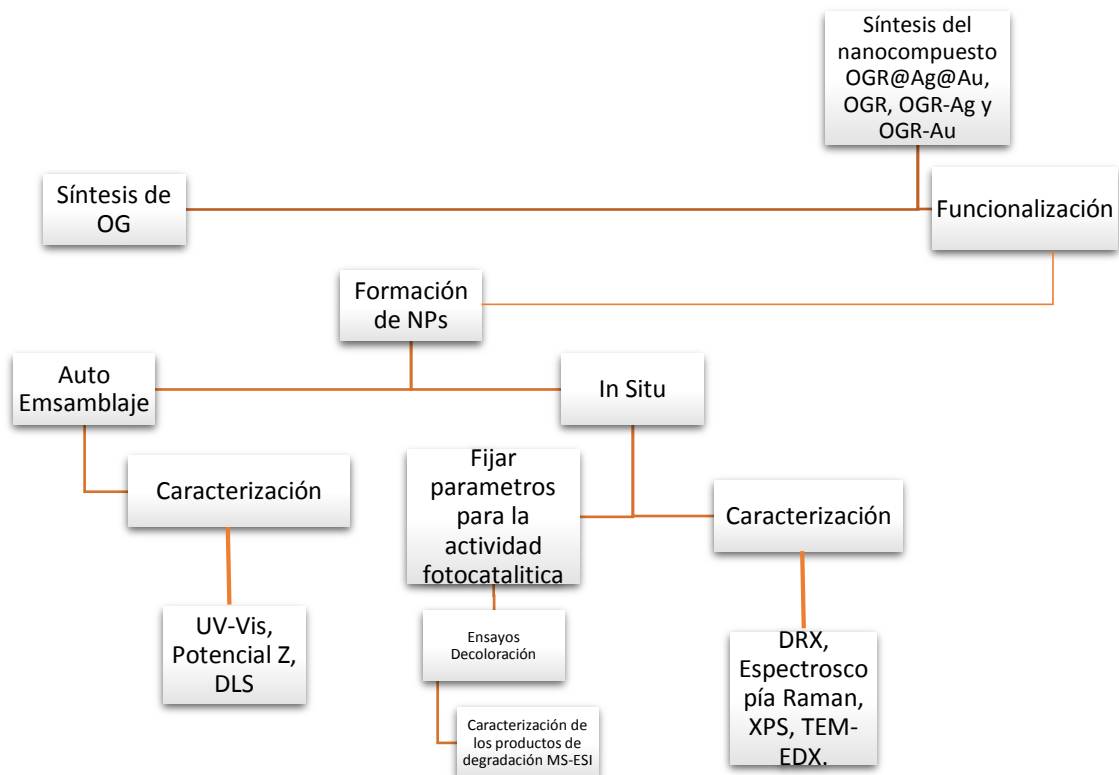 Síntesis del
nanocompuesto
OGR@Ag@Au,
OGR, OGR-Ag y
OGR-Au
Síntesis de
OG
Funcionalización
Formación
de NPs
Auto
Emsamblaje
In Situ
Caracterización
Fijar
parametros
para la
actividad
fotocatalitica
Caracterización
UV-Vis,
Potencial Z,
DLS
Ensayos
Decoloración
DRX,
Espectrosco
pía Raman,
XPS, TEM-
EDX.
Caracterización de
los productos de
degradación MS-ESI